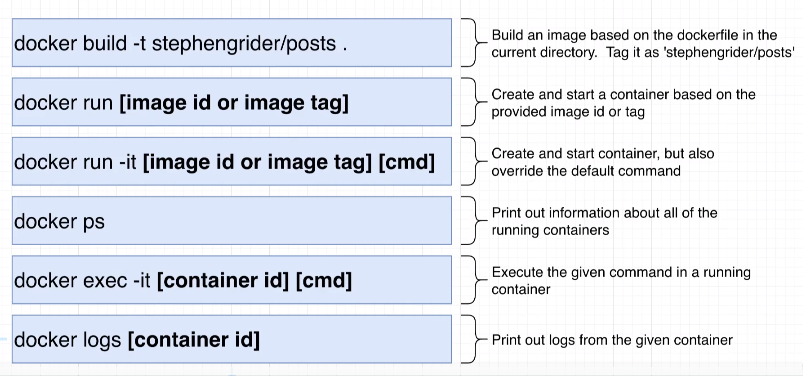 docker build -t stephengrider/posts .
Build an image based on the dockerfile in the
current directory.  Tag it as 'stephengrider/posts'
docker run [image id or image tag]
Create and start a container based on the
provided image id or tag
docker run -it [image id or image tag] [cmd]
Create and start container, but also
override the default command
docker ps
Print out information about all of the
running containers
docker exec -it [container id] [cmd]
Execute the given command in a running
container
docker logs [container id]
Print out logs from the given container